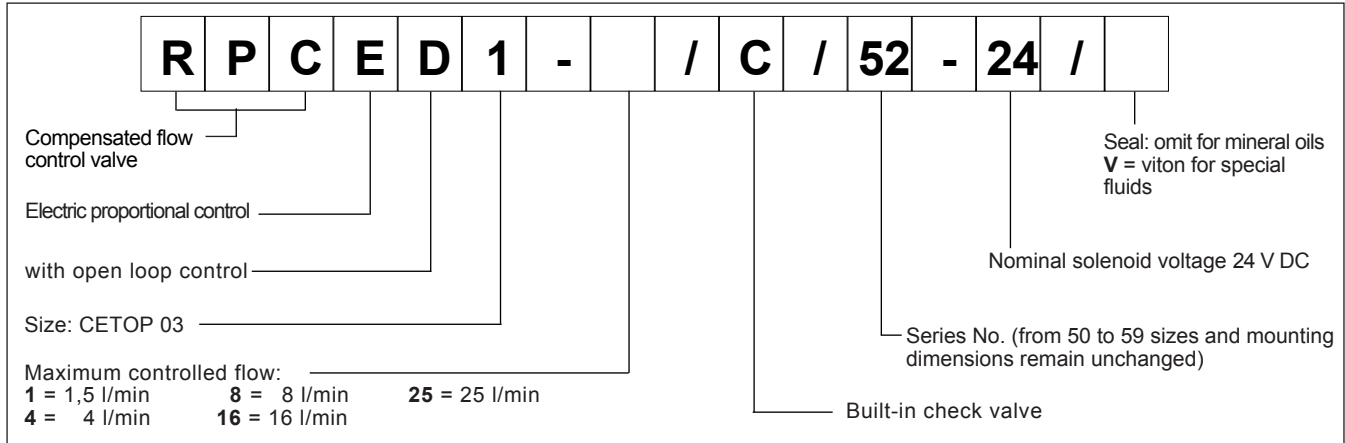 R P C E D 1 - / C / 52 - 24 /
Compensated flow
control valve
Seal: omit for mineral oils
V = viton for special
fluids
Electric proportional control
with open loop control
Nominal solenoid voltage 24 V DC
Size: CETOP 03
Series No. (from 50 to 59 sizes and mounting
dimensions remain unchanged)
Maximum controlled flow:
1 = 1,5 l/min 8 = 8 l/min 25 = 25 l/min
4 = 4 l/min 16 = 16 l/min
Built-in check valve